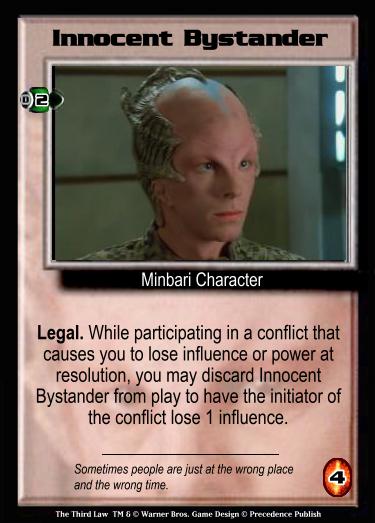 Innocent Bystander
D 2
Minbari Character
Legal. While participating in a conflict that
causes you to lose influence or power at
resolution, you may discard Innocent
Bystander from play to have the initiator of
the conflict lose 1 influence.
Sometimes people are just at the wrong place
and the wrong time.
4
The Third Law TM & © Warner Bros. Game Design © Precedence Publish